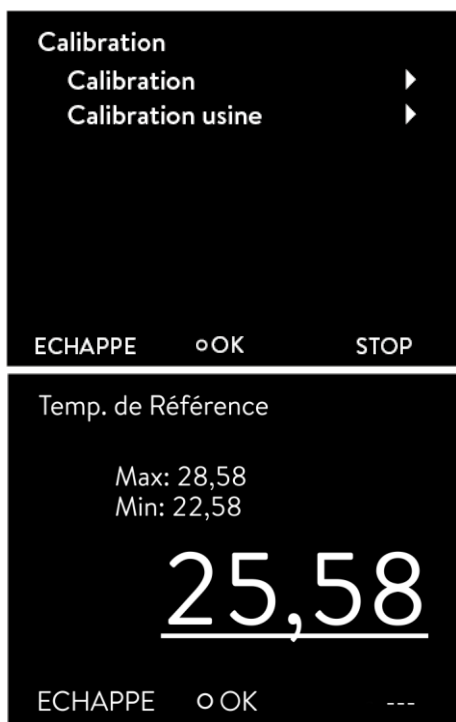 Calibration
Calibration
Calibration usine
ECHAPPE OK STOP
Temp. de Référence
Max: 28,58
Min: 22,58
25,58
ECHAPPE OK ---